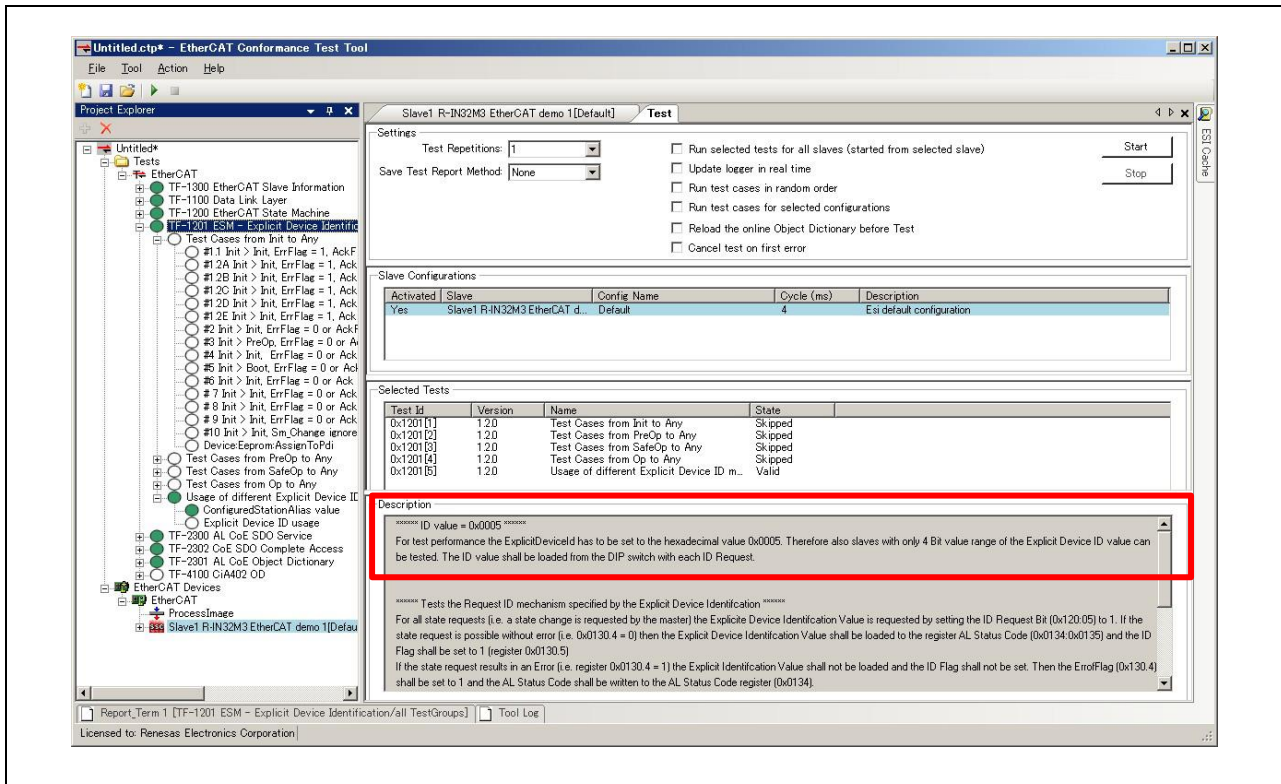 Untitled.ctp* - EtherCAT Conformance Test Tool
File Tool Action Help
Project Explorer
Untitled*
Tests
EtherCAT
TF-1300 EtherCAT Slave Information
TF-1100 Data Link Layer
TF-1200 EtherCAT State Machine
TF-1201 ESM - Explicit Device Identific
Test Cases from Init to Any
#1.1 Init > Init, ErrFlag = 1, AckF
#1.2A Init > Init, ErrFlag = 1, Ack
#1.2B Init > Init, ErrFlag = 1, Ack
#1.2C Init > Init, ErrFlag = 1, Ack
#1.2D Init > Init, ErrFlag = 1, Ack
#1.2E Init > Init, ErrFlag = 1, Ack
#2 Init > Init, ErrFlag = 0 or AckF
#3 Init > PreOp, ErrFlag = 0 or A
#4 Init > Init, ErrFlag = 0 or Ack
#5 Init > Boot, ErrFlag = 0 or Ack
#6 Init > Init, ErrFlag = 0 or Ack
# 7 Init > Init, ErrFlag = 0 or Ack
# 8 Init > Init, ErrFlag = 0 or Ack
# 9 Init > Init, ErrFlag = 0 or Ack
#10 Init > Init, Sm_Change ignore
Device:Eeprom:AssignToPdi
Test Cases from PreOp to Any
Test Cases from SafeOp to Any
Test Cases from Op to Any
Usage of different Explicit Device ID
ConfiguredStationAlias value
Explicit Device ID usage
TF-2300 AL CoE SDO Service
TF-2302 CoE SDO Complete Access
TF-2301 AL CoE Object Dictionary
TF-4100 CiA402 OD
EtherCAT Devices
EtherCAT
ProcessImage
Slave1 R-IN32M3 EtherCAT demo 1[Defau
Slave1 R-IN32M3 EtherCAT demo 1[Default] Test
ESI Cache
Settings
Test Repetitions: 1
Save Test Report Method: None
Run selected tests for all slaves (started from selected slave)
Update logger in real time
Run test cases in random order
Run test cases for selected configurations
Reload the online Object Dictionary before Test
Cancel test on first error
Start
Stop
Slave Configurations
Activated Slave Config Name Cycle (ms) Description
Yes Slave1 R-IN32M3 EtherCAT d... Default 4 Esi default configuration
Selected Tests
Test Id Version Name State
0x1201[1] 1.2.0 Test Cases from Init to Any Skipped
0x1201[2] 1.2.0 Test Cases from PreOp to Any Skipped
0x1201[3] 1.2.0 Test Cases from SafeOp to Any Skipped
0x1201[4] 1.2.0 Test Cases from Op to Any Skipped
0x1201[5] 1.2.0 Usage of different Explicit Device ID m... Valid
Description
****** ID value = 0x0005 ******
For test performance the ExplicitDeviceId has to be set to the hexadecimal value 0x0005. Therefore also slaves with only 4 Bit value range of the Explicit Device ID value can
be tested. The ID value shall be loaded from the DIP switch with each ID Request.
****** Tests the Request ID mechanism specified by the Explicit Device Identifcation ******
For all state requests (i.e. a state change is requested by the master) the Explicite Device Identifcation Value is requested by setting the ID Request Bit (0x120:05) to 1. If the
state request is possible without error (i.e. 0x0130.4 = 0) then the Explicit Device Identifcation Value shall be loaded to the register AL Status Code (0x0134:0x0135) and the ID
Flag shall be set to 1 (register 0x0130.5)
If the state request results in an Error (i.e. register 0x0130.4 = 1) the Explicit Identifcation Value shall not be loaded and the ID Flag shall not be set. Then the ErrofFlag (0x130.4)
shall be set to 1 and the AL Status Code shall be written to the AL Status Code register (0x0134).
Report_Term 1 [TF-1201 ESM - Explicit Device Identification/all TestGroups] Tool Log
Licensed to: Renesas Electronics Corporation